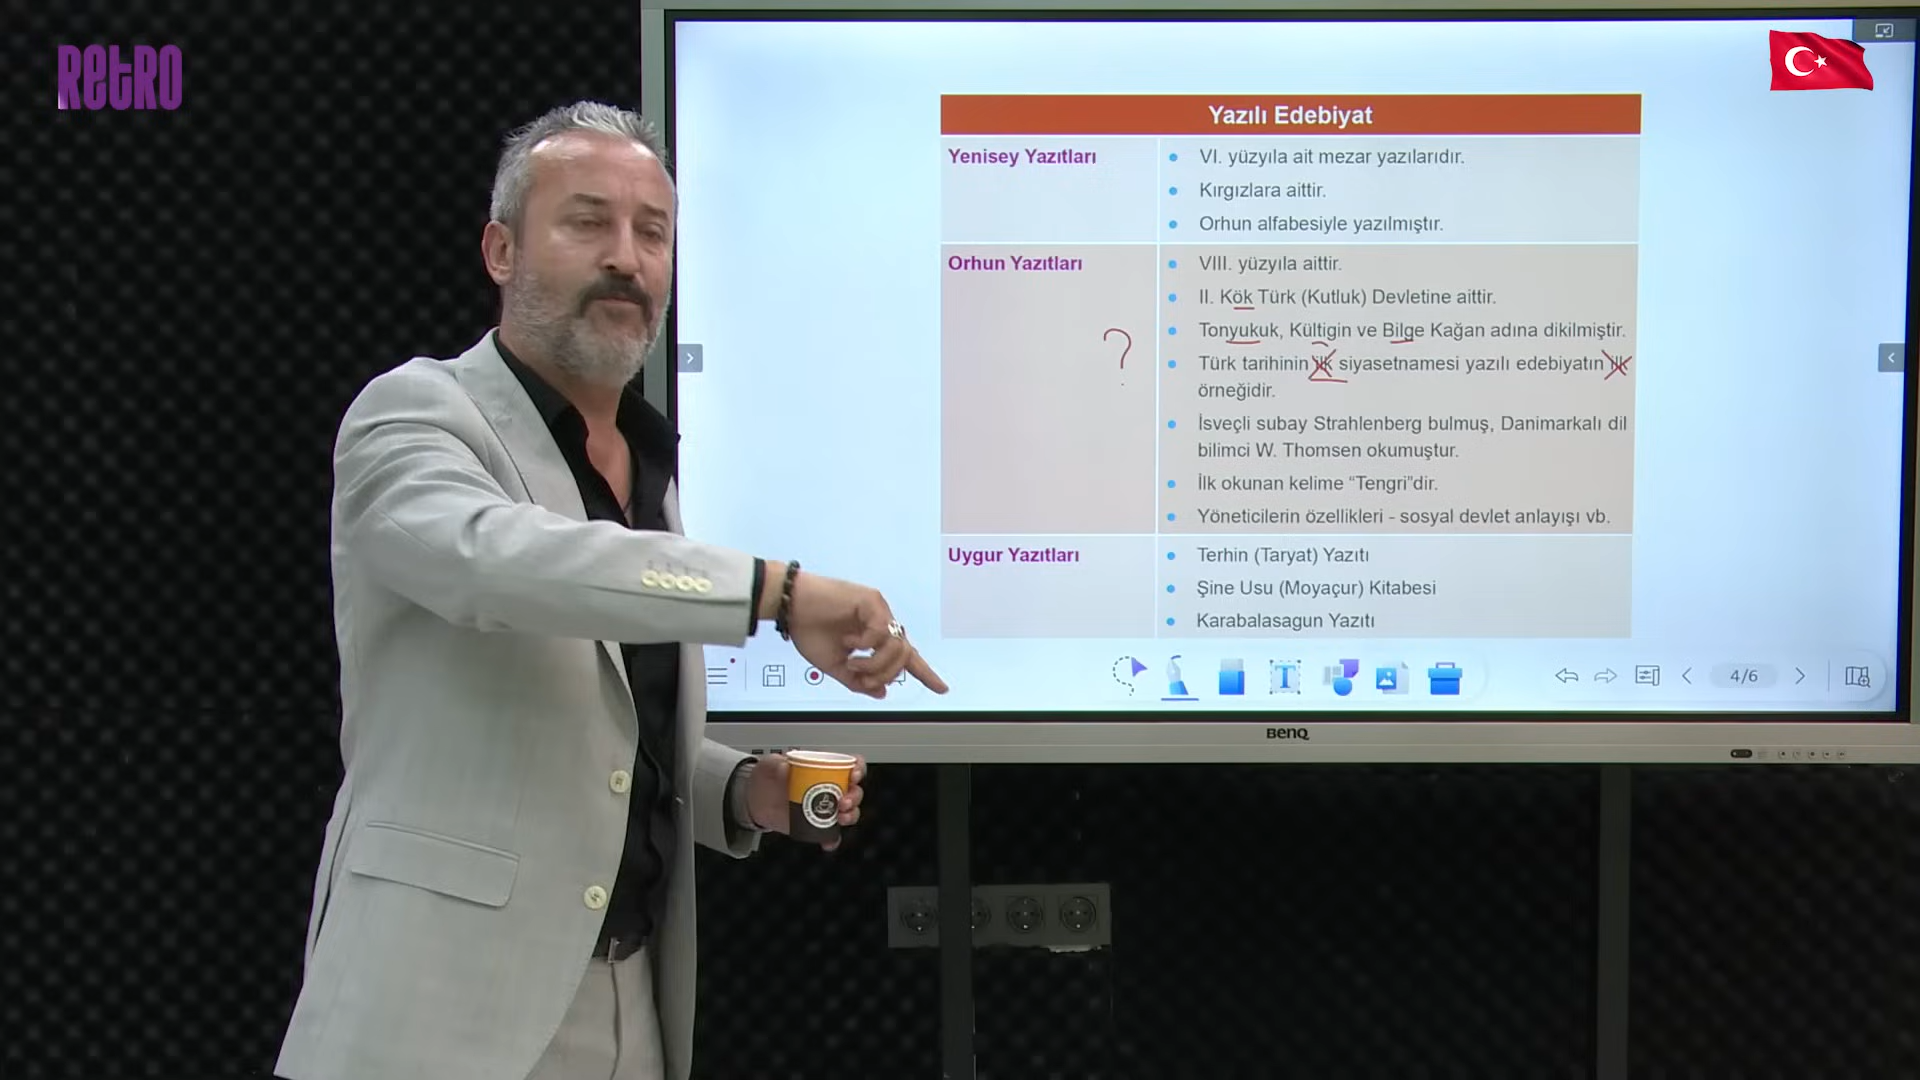 RETRO
Yazılı Edebiyat
Yenisey Yazıtları
VI. yüzyıla ait mezar yazılarıdır.
Kırgızlara aittir.
Orhun alfabesiyle yazılmıştır.
Orhun Yazıtları
VIII. yüzyıla aittir.
II. Kök Türk (Kutluk) Devletine aittir.
Tonyukuk, Kültigin ve Bilge Kağan adına dikilmiştir.
?
Türk tarihinin ilk siyasetnamesi yazılı edebiyatın ilk
örneğidir.
İsveçli subay Strahlenberg bulmuş, Danimarkalı dil
bilimci W. Thomsen okumuştur.
İlk okunan kelime “Tengri”dir.
Yöneticilerin özellikleri - sosyal devlet anlayışı vb.
Uygur Yazıtları
Terhin (Taryat) Yazıtı
Şine Usu (Moyaçur) Kitabesi
Karabalasagun Yazıtı
T
4/6
BenQ